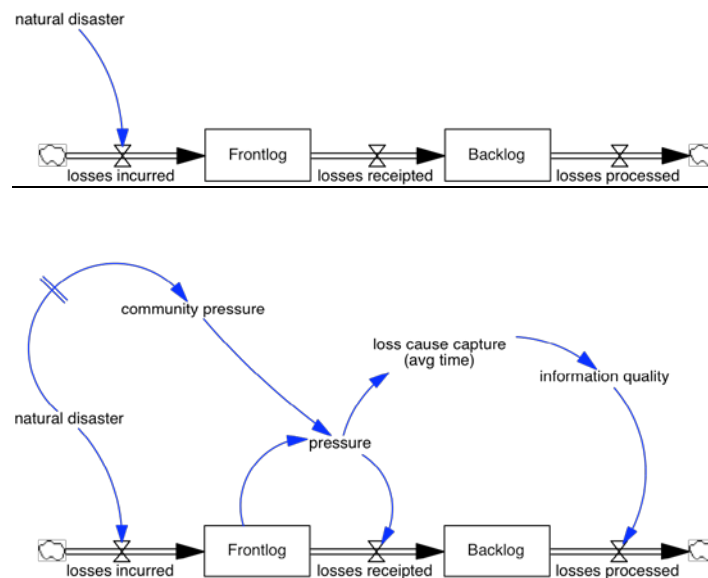 natural disaster
Frontlog
Backlog
losses incurred
losses receipted
losses processed
community pressure
loss cause capture
(avg time)
information quality
natural disaster
pressure
Frontlog
Backlog
losses incurred
losses receipted
losses processed